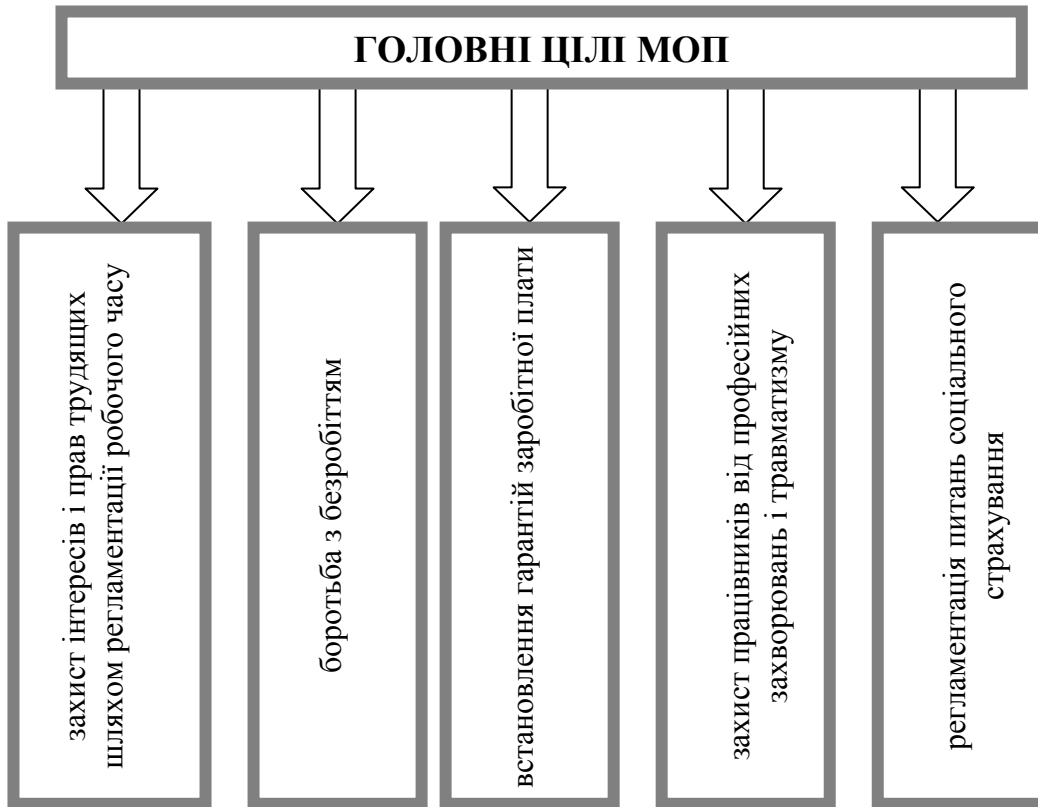 ГОЛОВНІ ЦІЛІ МОП
захист інтересів і прав трудящих
шляхом регламентації робочого часу
боротьба з безробіттям
встановлення гарантій заробітної плати
захист працівників від професійних
захворювань і травматизму
регламентація питань соціального
страхування